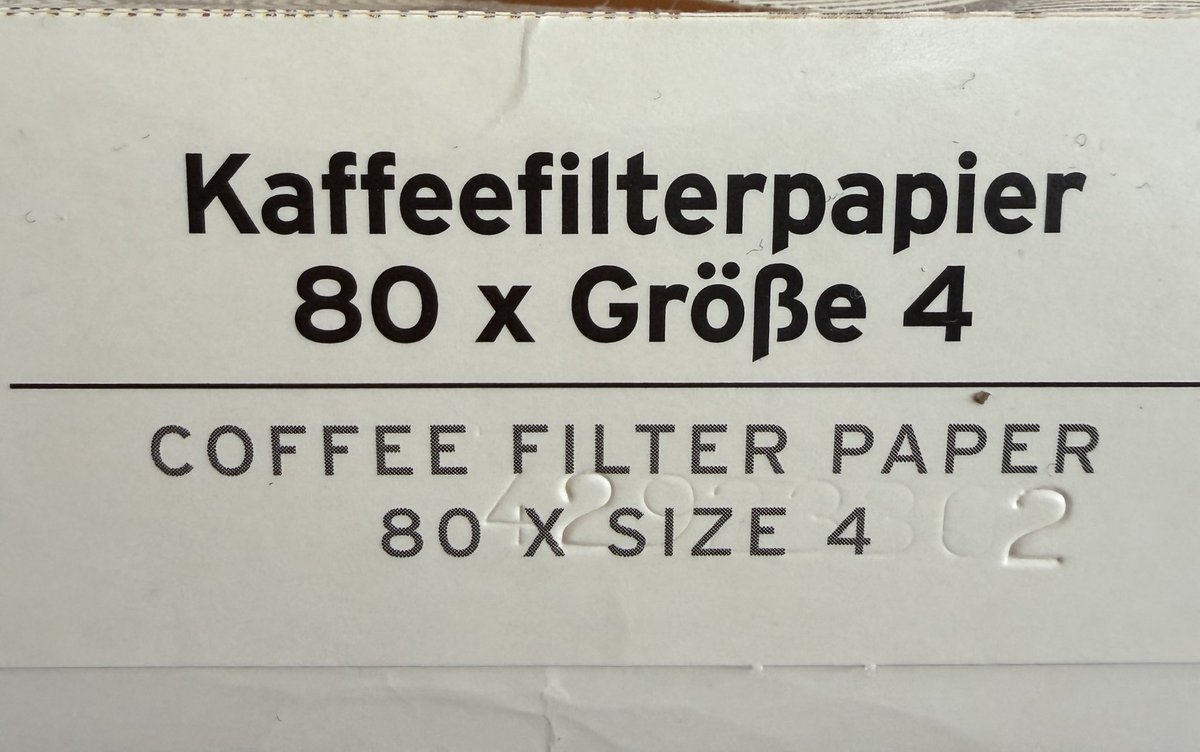 Kaffeefilterpapier
80 x Größe 4
COFFEE FILTER PAPER
80 X SIZE 4